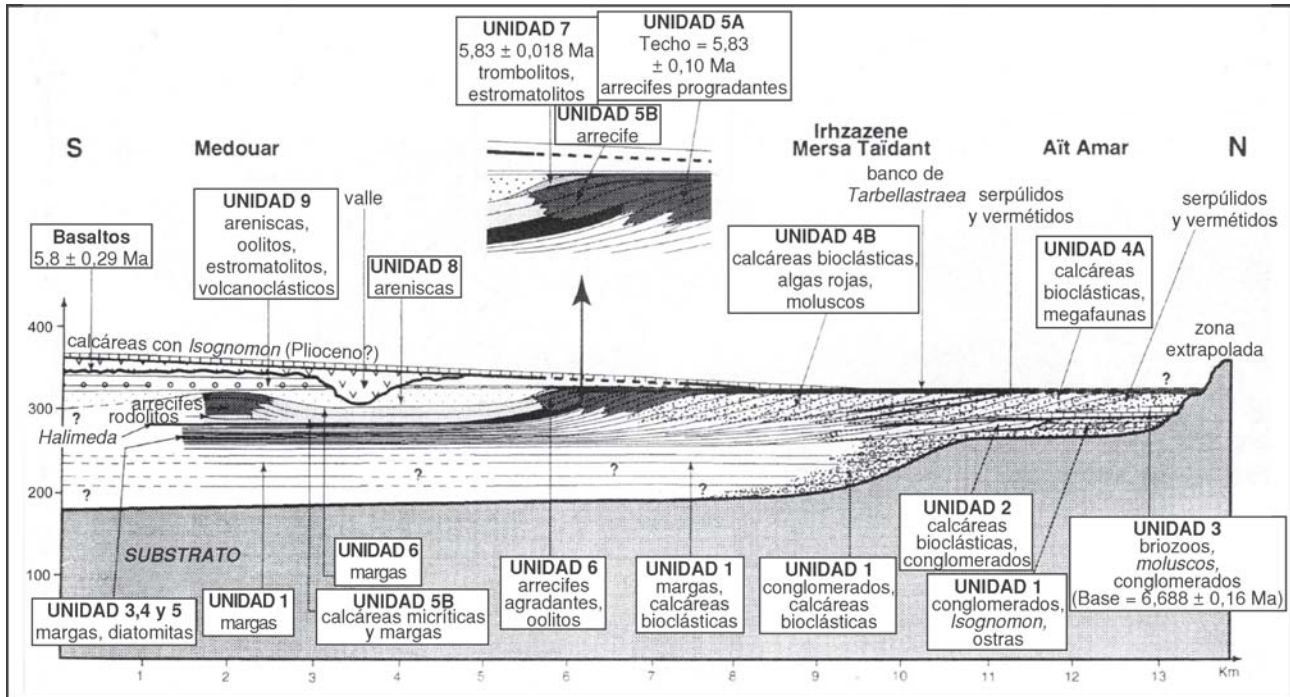 UNIDAD 7
5,83 ± 0,018 Ma
trombolitos,
estromatolitos
UNIDAD 5A
Techo = 5,83
± 0,10 Ma
arrecifes progradantes
UNIDAD 5B
arrecife
S
Medouar
Irhzazene
Mersa Taïdant
Aït Amar
N
banco de
Tarbellastraea
serpúlidos
y vermétidos
serpúlidos
y vermétidos
UNIDAD 9
areniscas,
oolitos,
estromatolitos,
volcanoclásticos
valle
Basaltos
5,8 ± 0,29 Ma
UNIDAD 8
areniscas
UNIDAD 4B
calcáreas bioclásticas,
algas rojas,
moluscos
UNIDAD 4A
calcáreas
bioclásticas,
megafaunas
zona
extrapolada
400
calcáreas con Isognomon (Plioceno?)
?
300
arrecifes
rodolitos
?
Halimeda
?
?
?
200
?
SUBSTRATO
100
UNIDAD 3,4 y 5
margas, diatomitas
UNIDAD 1
margas
UNIDAD 6
margas
UNIDAD 5B
calcáreas micríticas
y margas
UNIDAD 6
arrecifes
agradantes,
oolitos
UNIDAD 1
margas,
calcáreas
bioclásticas
UNIDAD 1
conglomerados,
calcáreas
bioclásticas
UNIDAD 2
calcáreas
bioclásticas,
conglomerados
UNIDAD 1
conglomerados,
Isognomon,
ostras
UNIDAD 3
briozoos,
moluscos,
conglomerados
(Base = 6,688 ± 0,16 Ma)
1 2 3 4 5 6 7 8 9 10 11 12 13 Km